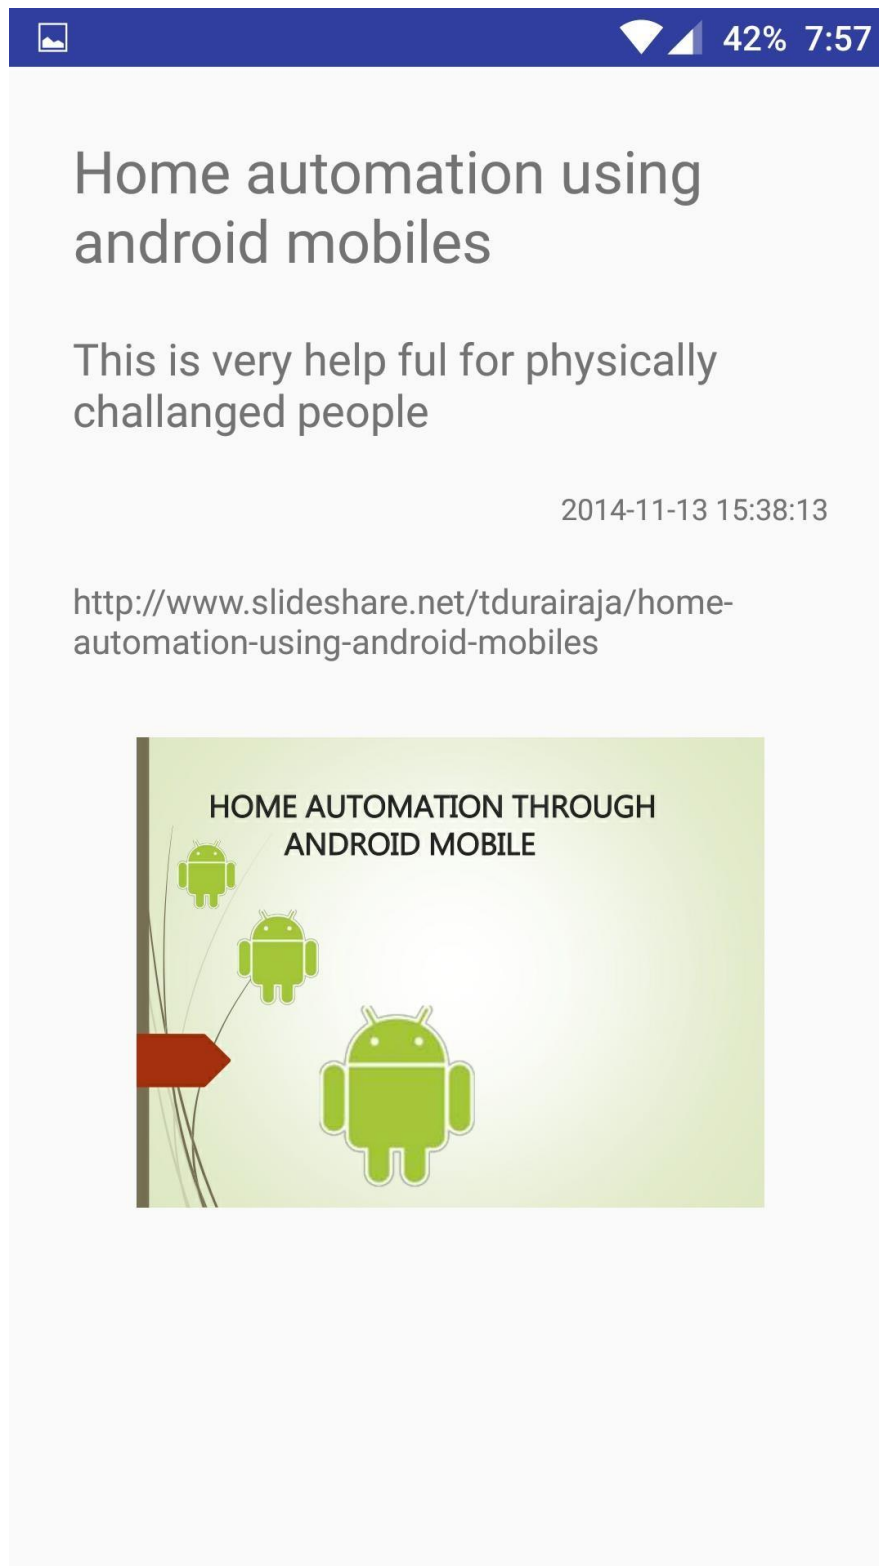 42% 7:57
Home automation using
android mobiles
This is very help ful for physically
challanged people
2014-11-13 15:38:13
http://www.slideshare.net/tdurairaja/home-
automation-using-android-mobiles
HOME AUTOMATION THROUGH
ANDROID MOBILE